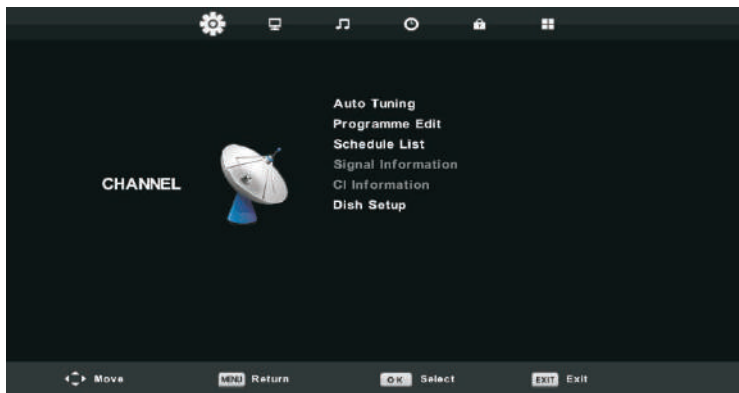 Auto Tuning
Programme Edit
Schedule List
Signal Information
CHANNEL
CI Information
Dish Setup
Move MENU Return OK Select EXIT Exit